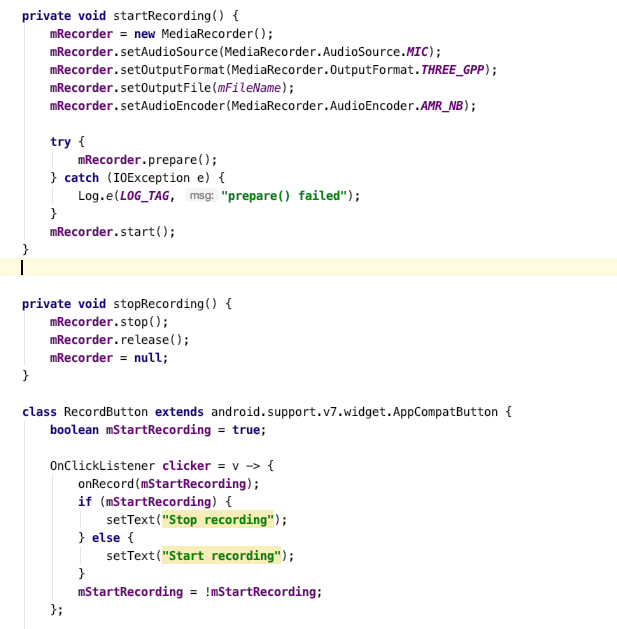 private void startRecording() {
    mRecorder = new MediaRecorder();
    mRecorder.setAudioSource(MediaRecorder.AudioSource.MIC);
    mRecorder.setOutputFormat(MediaRecorder.OutputFormat.THREE_GPP);
    mRecorder.setOutputFile(mFileName);
    mRecorder.setAudioEncoder(MediaRecorder.AudioEncoder.AMR_NB);

    try {
        mRecorder.prepare();
    } catch (IOException e) {
        Log.e(LOG_TAG, msg: "prepare() failed");
    }
    mRecorder.start();
}

private void stopRecording() {
    mRecorder.stop();
    mRecorder.release();
    mRecorder = null;
}

class RecordButton extends android.support.v7.widget.AppCompatButton {
    boolean mStartRecording = true;

    OnClickListener clicker = v -> {
        onRecord(mStartRecording);
        if (mStartRecording) {
            setText("Stop recording");
        } else {
            setText("Start recording");
        }
        mStartRecording = !mStartRecording;
    };